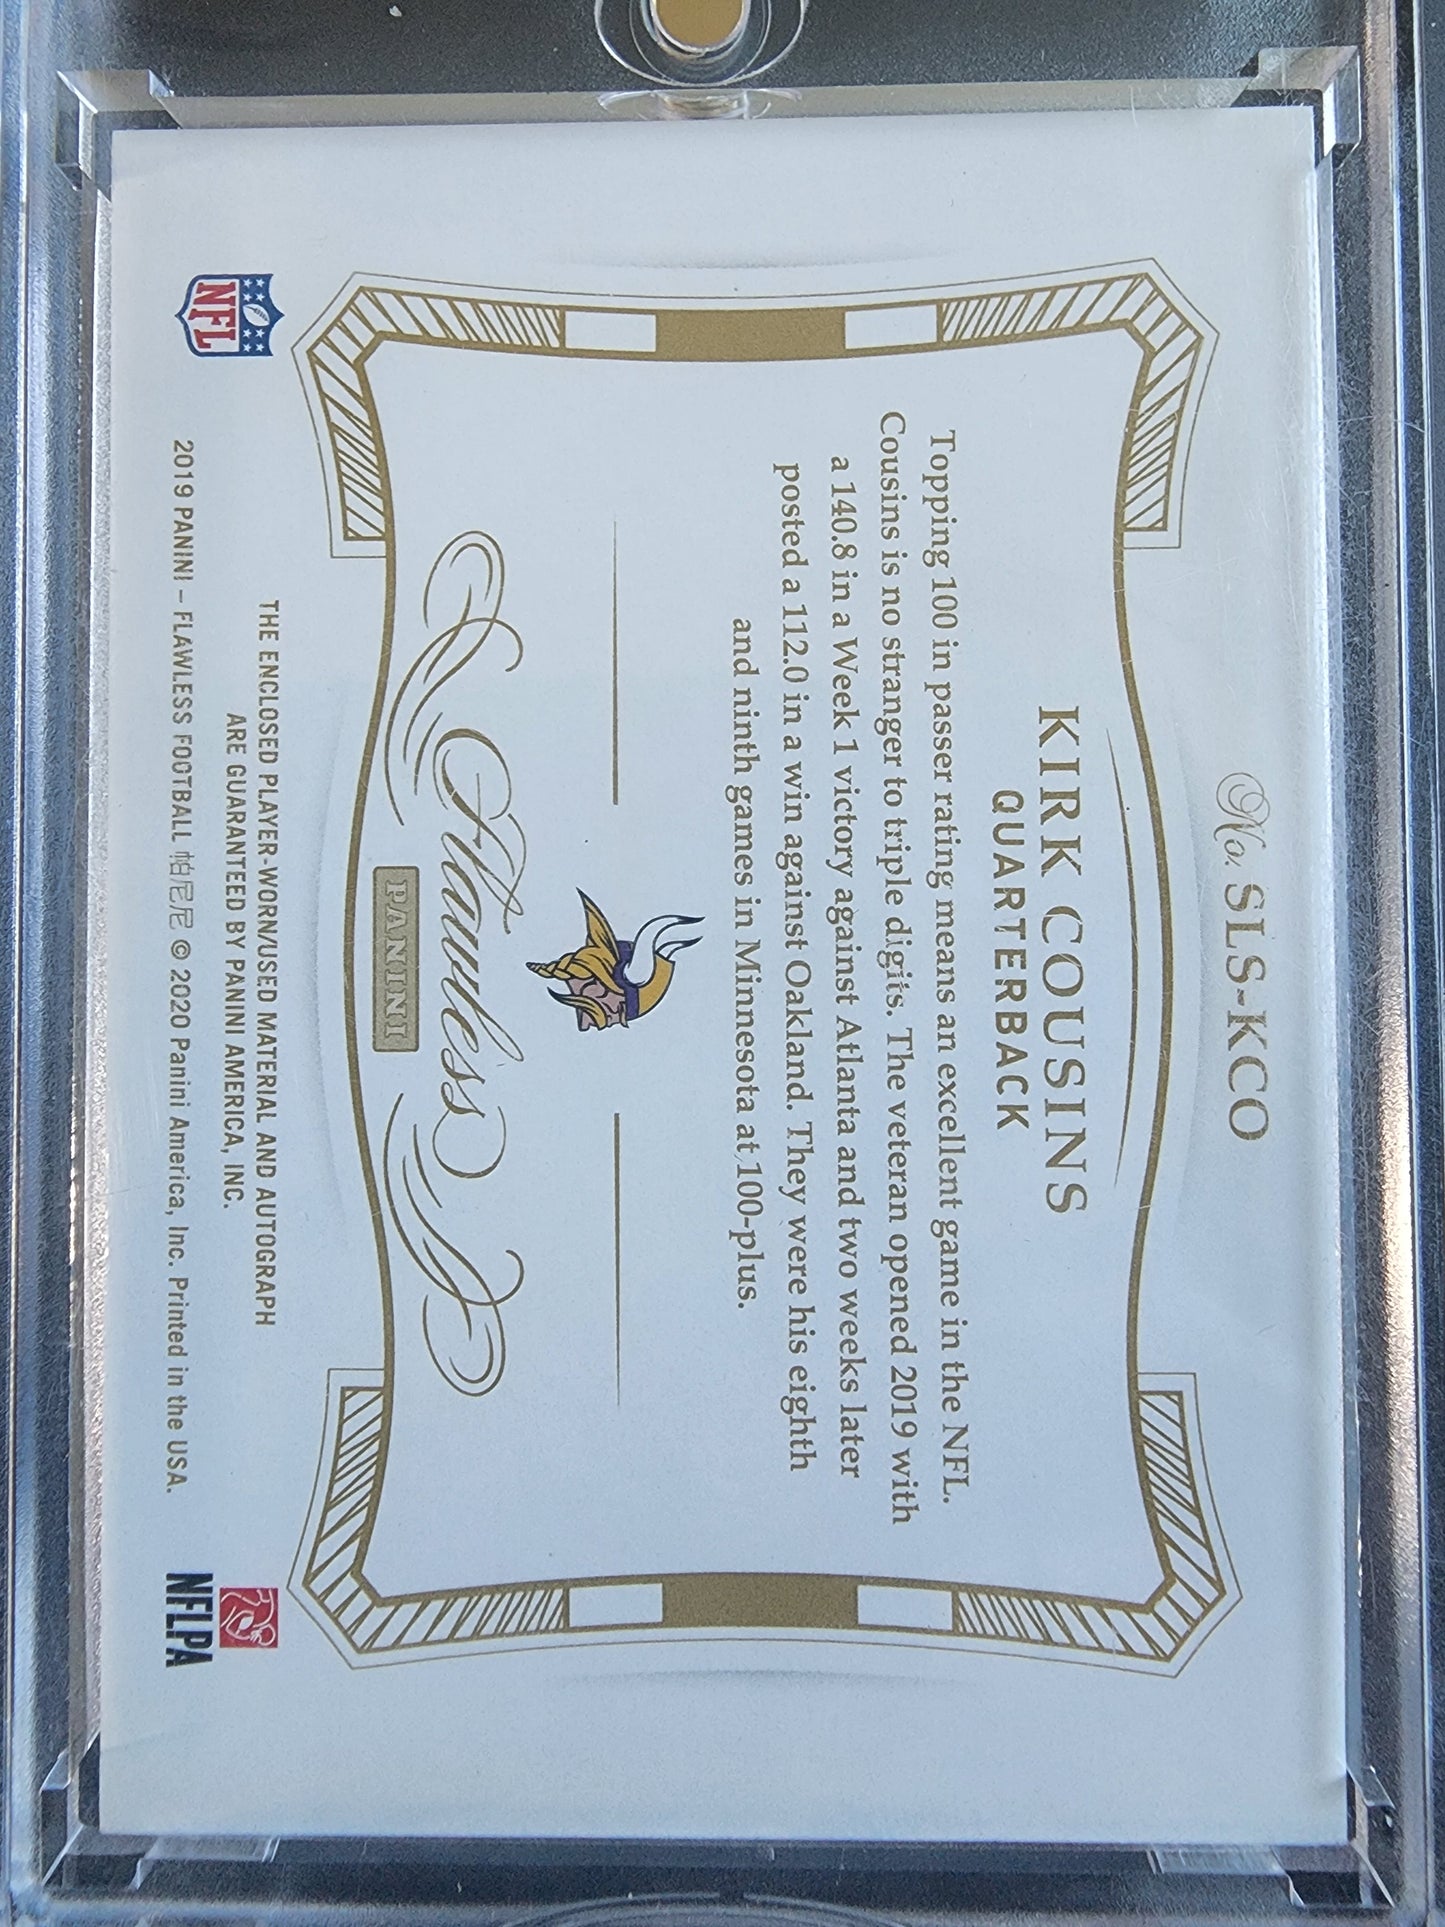 No. SLS-KCO
KIRK COUSINS
QUARTERBACK
Topping 100 in passer rating means an excellent game in the NFL.
Cousins is no stranger to triple digits. The veteran opened 2019 with
a 140.8 in a Week 1 victory against Atlanta and two weeks later
posted a 112.0 in a win against Oakland. They were his eighth
and ninth games in Minnesota at 100-plus.
Flawless
PANINI
THE ENCLOSED PLAYER-WORN/USED MATERIAL AND AUTOGRAPH
ARE GUARANTEED BY PANINI AMERICA, INC.
NFL
2019 PANINI – FLAWLESS FOOTBALL 帕尼尼 © 2020 Panini America, Inc. Printed in the USA.
NFLPA